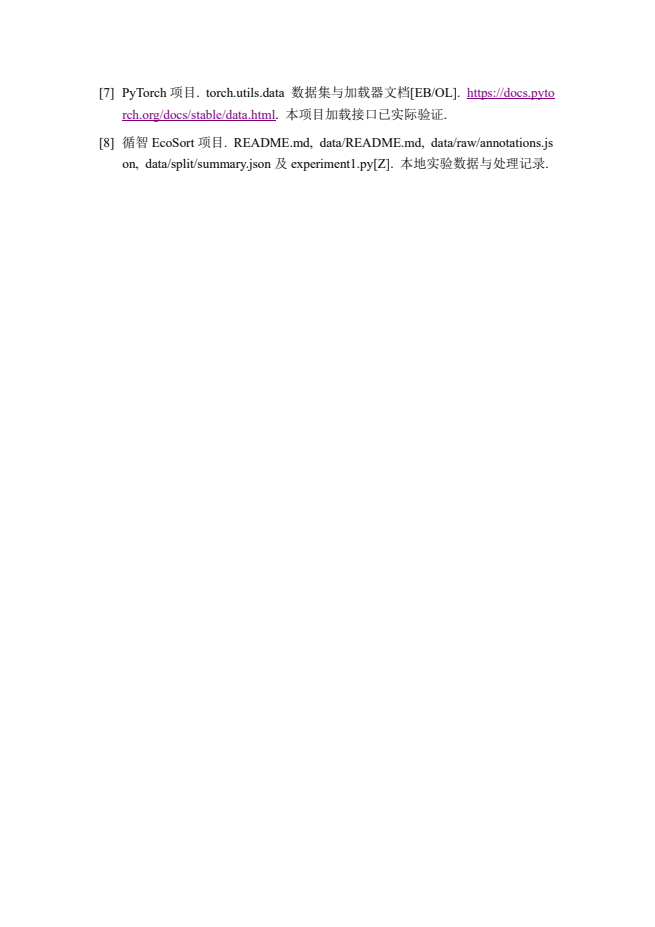 [7] PyTorch 项目. torch.utils.data 数据集与加载器文档[EB/OL]. https://docs.pyto
rch.org/docs/stable/data.html. 本项目加载接口已实际验证.
[8] 循智 EcoSort 项目. README.md, data/README.md, data/raw/annotations.js
on, data/split/summary.json 及 experiment1.py[Z]. 本地实验数据与处理记录.